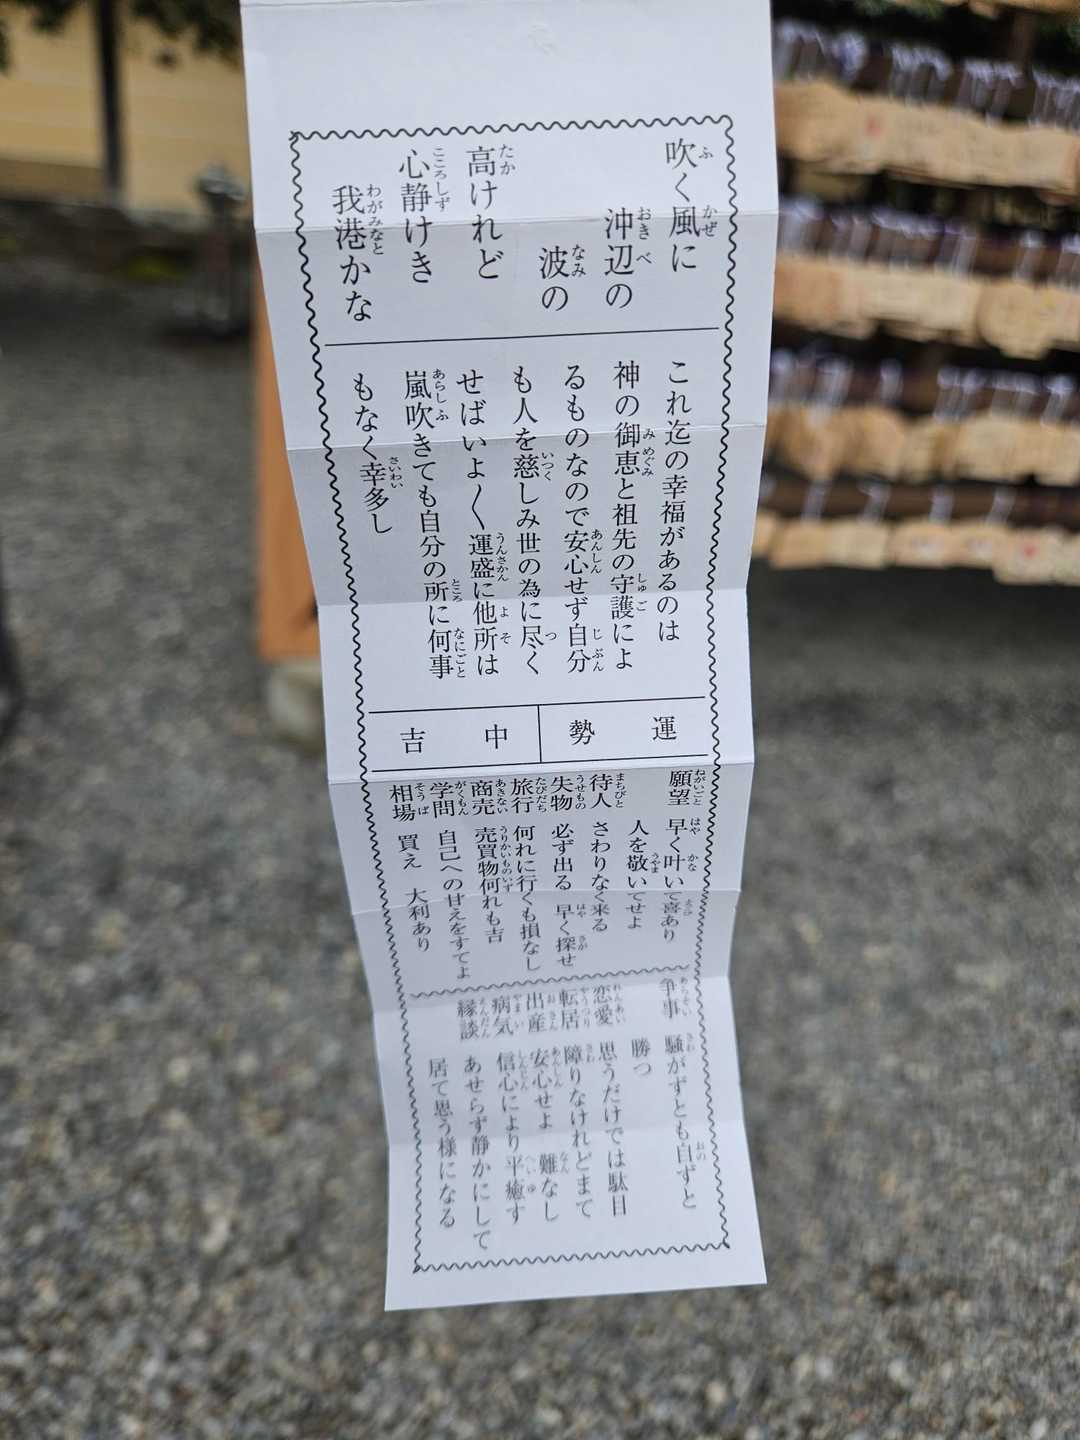 吹く風に
沖辺の
波の
高けれど
心静けき
我港かな
これ迄の幸福があるのは
神の御恵と祖先の守護によ
るものなので安心せず自分
も人を慈しみ世の為に尽く
せばいよ〱運盛に他所は
嵐吹きても自分の所に何事
もなく幸多し
運勢
中吉
願望 早く叶いて喜あり
人を敬いてせよ
待人 さわりなく来る
失物 必ず出る 早く探せ
旅行 何れに行くも損なし
商売 売買物何れも吉
学問 自己への甘えをすてよ
相場 買え 大利あり
争事 騒がずとも自ずと
勝つ
恋愛 思うだけでは駄目
転居 障りなけれどまて
出産 安心せよ 難なし
病気 信心により平癒す
縁談 あせらず静かにして
居て思う様になる